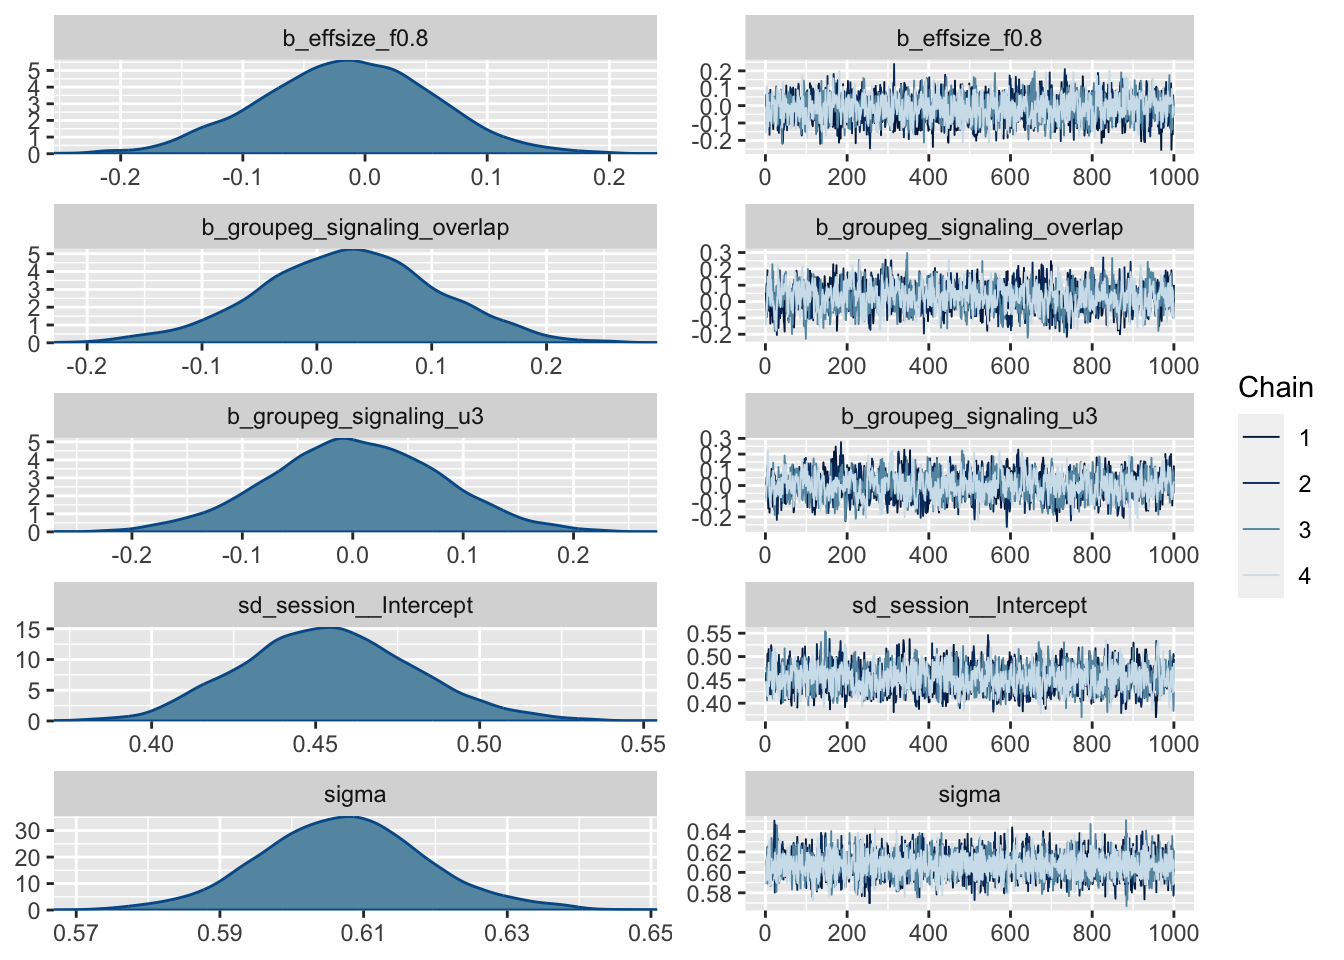 b_effsize_f0.8
5
4
3
2
1
0
-0.2 -0.1 0.0 0.1 0.2
b_effsize_f0.8
0.2
0.1
0.0
-0.1
-0.2
0 200 400 600 800 1000
b_groupeg_signaling_overlap
5
4
3
2
1
0
-0.2 -0.1 0.0 0.1 0.2
b_groupeg_signaling_overlap
0.3
0.2
0.1
0.0
-0.1
-0.2
0 200 400 600 800 1000
b_groupeg_signaling_u3
5
4
3
2
1
0
-0.2 -0.1 0.0 0.1 0.2
b_groupeg_signaling_u3
0.3
0.2
0.1
0.0
-0.1
-0.2
0 200 400 600 800 1000
sd_session__Intercept
15
10
5
0
0.40 0.45 0.50 0.55
sd_session__Intercept
0.55
0.50
0.45
0.40
0 200 400 600 800 1000
sigma
30
20
10
0
0.57 0.59 0.61 0.63 0.65
sigma
0.64
0.62
0.60
0.58
0 200 400 600 800 1000
Chain
1
2
3
4